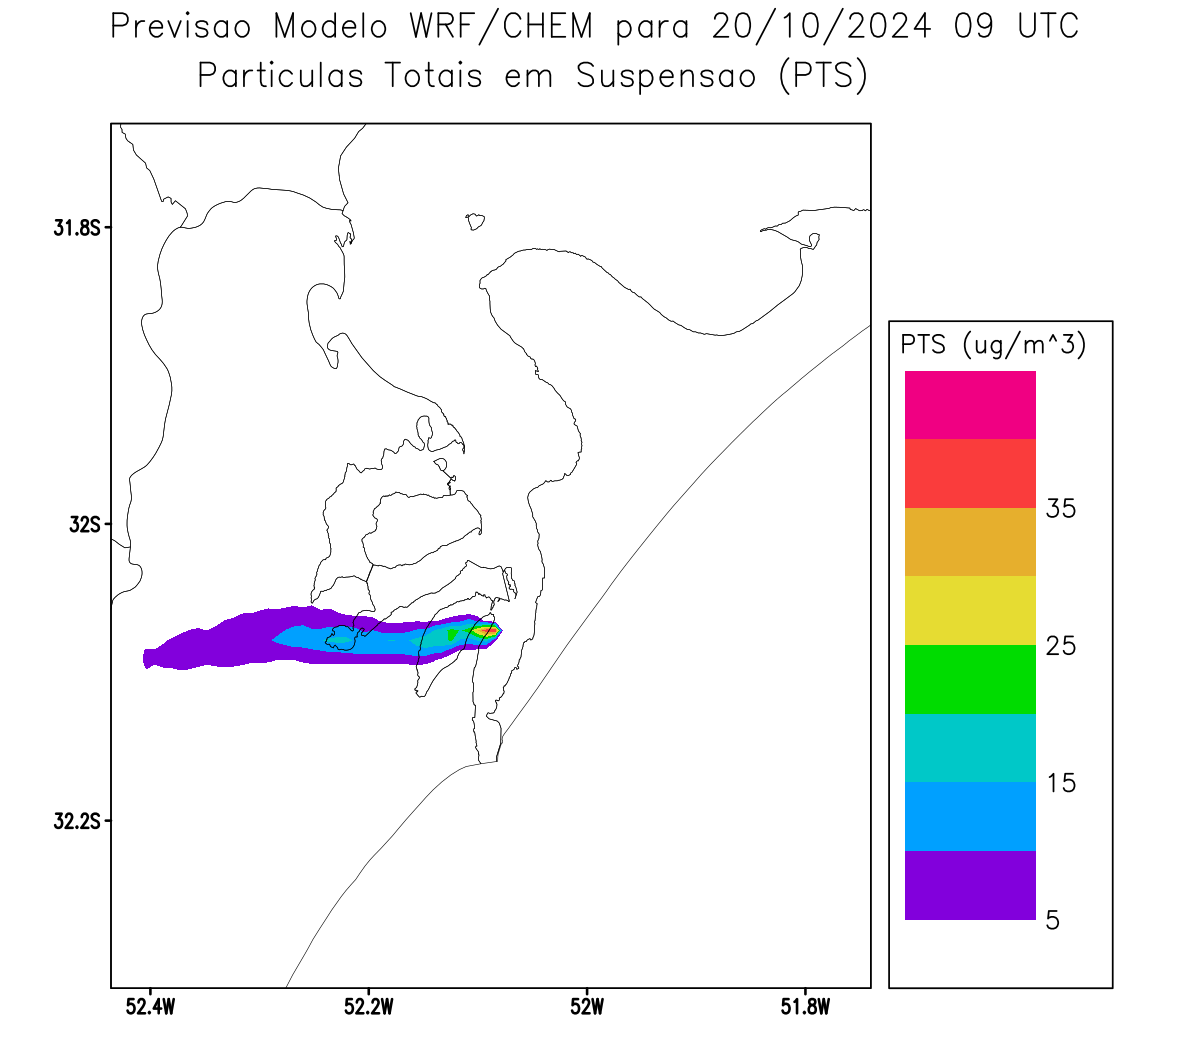 Previsao Modelo WRF/CHEM para 20/10/2024 09 UTC
Particulas Totais em Suspensao (PTS)
31.8S
32S
32.2S
52.4W 52.2W 52W 51.8W
PTS (ug/m^3)
35
25
15
5